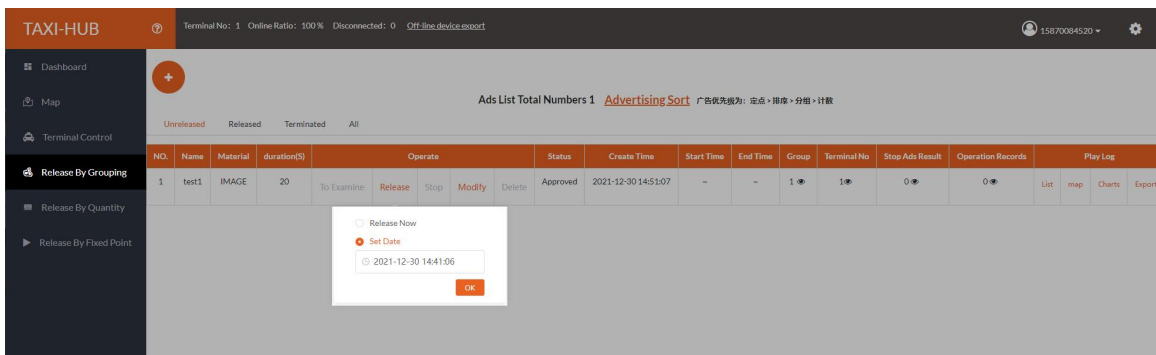 TAXI-HUB
Terminal No: 1 Online Ratio: 100% Disconnected: 0 Off-line device export
15870084520
Dashboard
Map
Terminal Control
Release By Grouping
Release By Quantity
Release By Fixed Point
Ads List Total Numbers 1 Advertising Sort 广告优先级为: 定点 > 排序 > 分组 > 计数
Unreleased Released Terminated All
NO. Name Material duration(S) Operate Status Create Time Start Time End Time Group Terminal No Stop Ads Result Operation Records Play Log
1 test1 IMAGE 20 To Examine Release Stop Modify Delete Approved 2021-12-30 14:51:07 – – 1 1 0 0 List map Charts Export
Release Now
Set Date
2021-12-30 14:41:06
OK